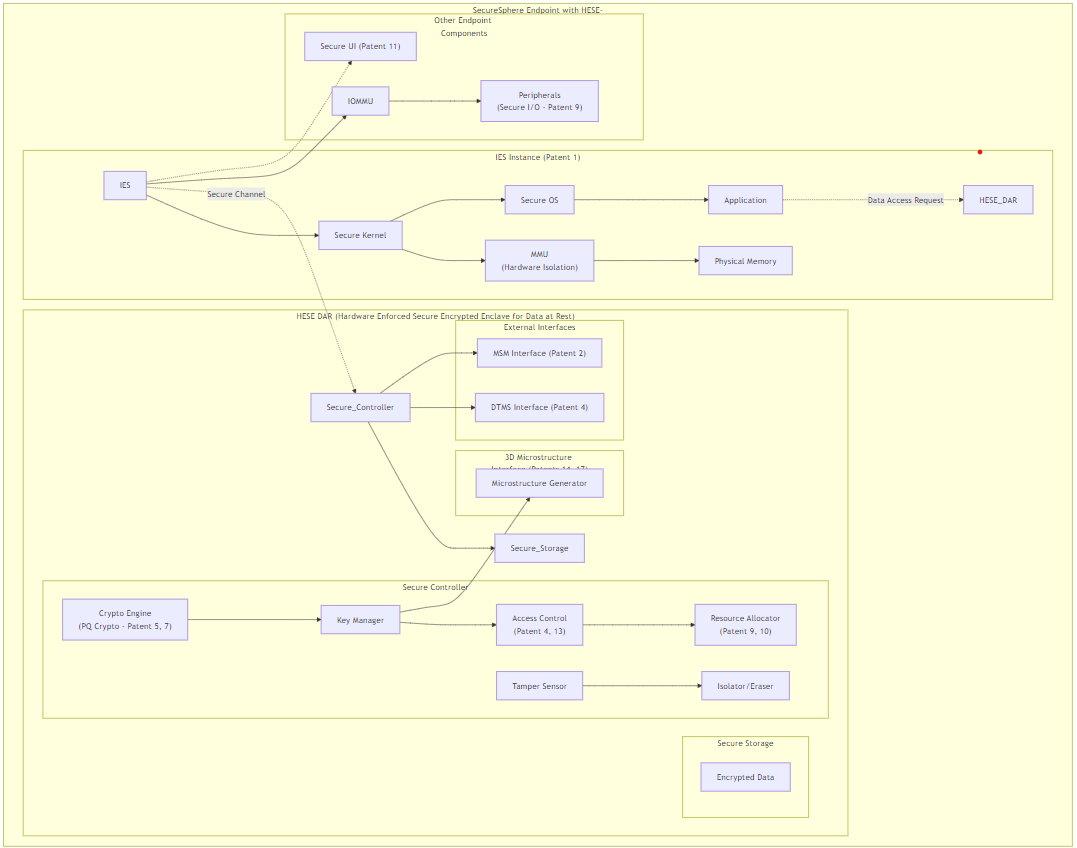 SecureSphere Endpoint with HESE-
Other Endpoint
Components
Secure UI (Patent 11)
IOMMU
Peripherals
(Secure I/O - Patent 9)
IES Instance (Patent 1)
IES
Secure Channel
Secure Kernel
Secure OS
Application
Data Access Request
HESE_DAR
MMU
(Hardware Isolation)
Physical Memory
HESE DAR (Hardware Enforced Secure Encrypted Enclave for Data at Rest)
External Interfaces
MSM Interface (Patent 2)
Secure_Controller
DTMS Interface (Patent 4)
3D Microstructure
Interface (Patents 14, 17)
Microstructure Generator
Secure_Storage
Secure Controller
Crypto Engine
(PQ Crypto - Patent 5, 7)
Key Manager
Access Control
(Patent 4, 13)
Resource Allocator
(Patent 9, 10)
Tamper Sensor
Isolator/Eraser
Secure Storage
Encrypted Data